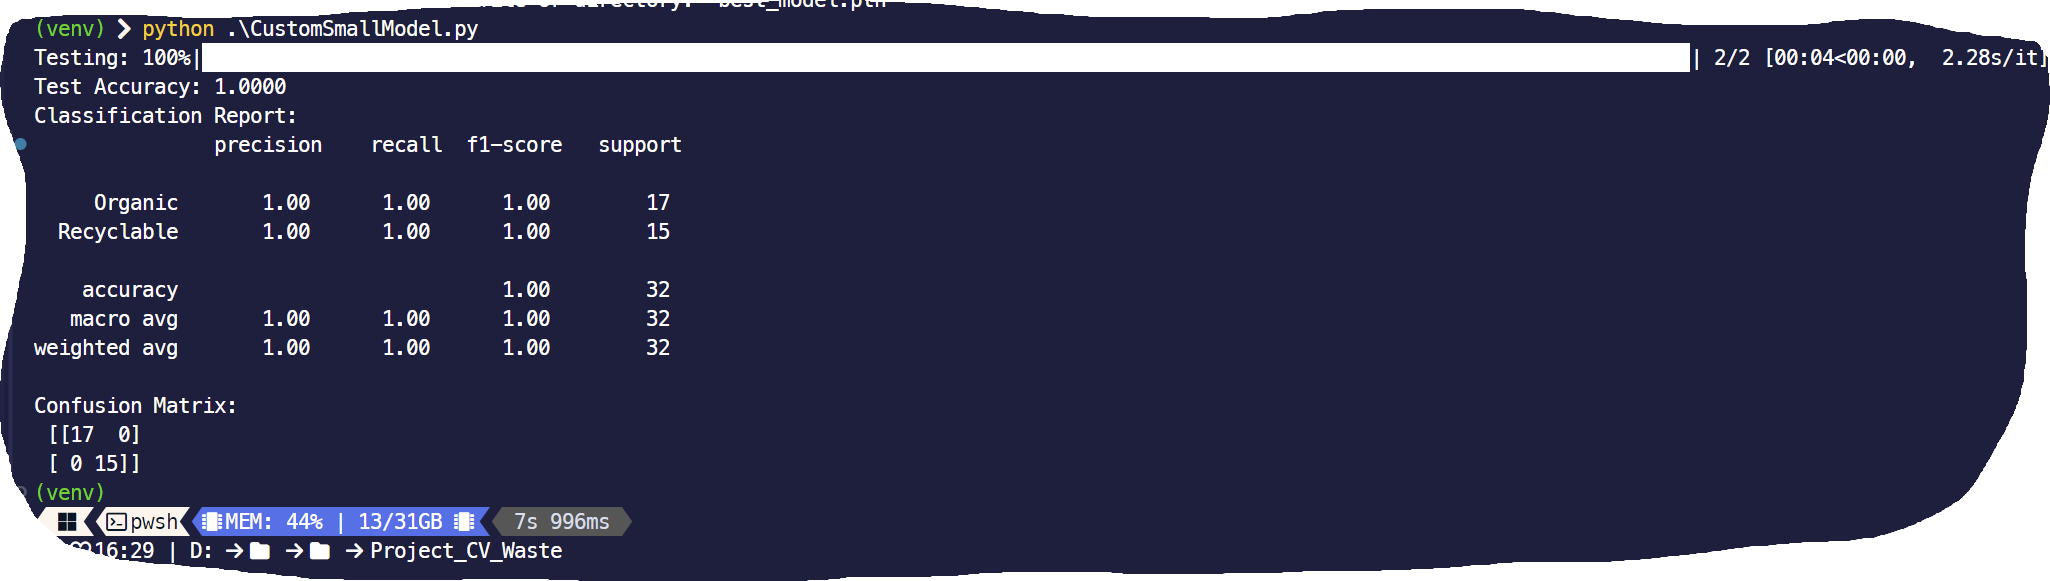 directory: best_model.pth
(venv) ❯ python .\CustomSmallModel.py
Testing: 100%| | 2/2 [00:04<00:00, 2.28s/it]
Test Accuracy: 1.0000
Classification Report:
precision recall f1-score support
Organic 1.00 1.00 1.00 17
Recyclable 1.00 1.00 1.00 15
accuracy 1.00 32
macro avg 1.00 1.00 1.00 32
weighted avg 1.00 1.00 1.00 32
Confusion Matrix:
[[17 0]
[ 0 15]]
(venv)
pwsh MEM: 44% | 13/31GB 7s 996ms
16:29 | D: → → → Project_CV_Waste